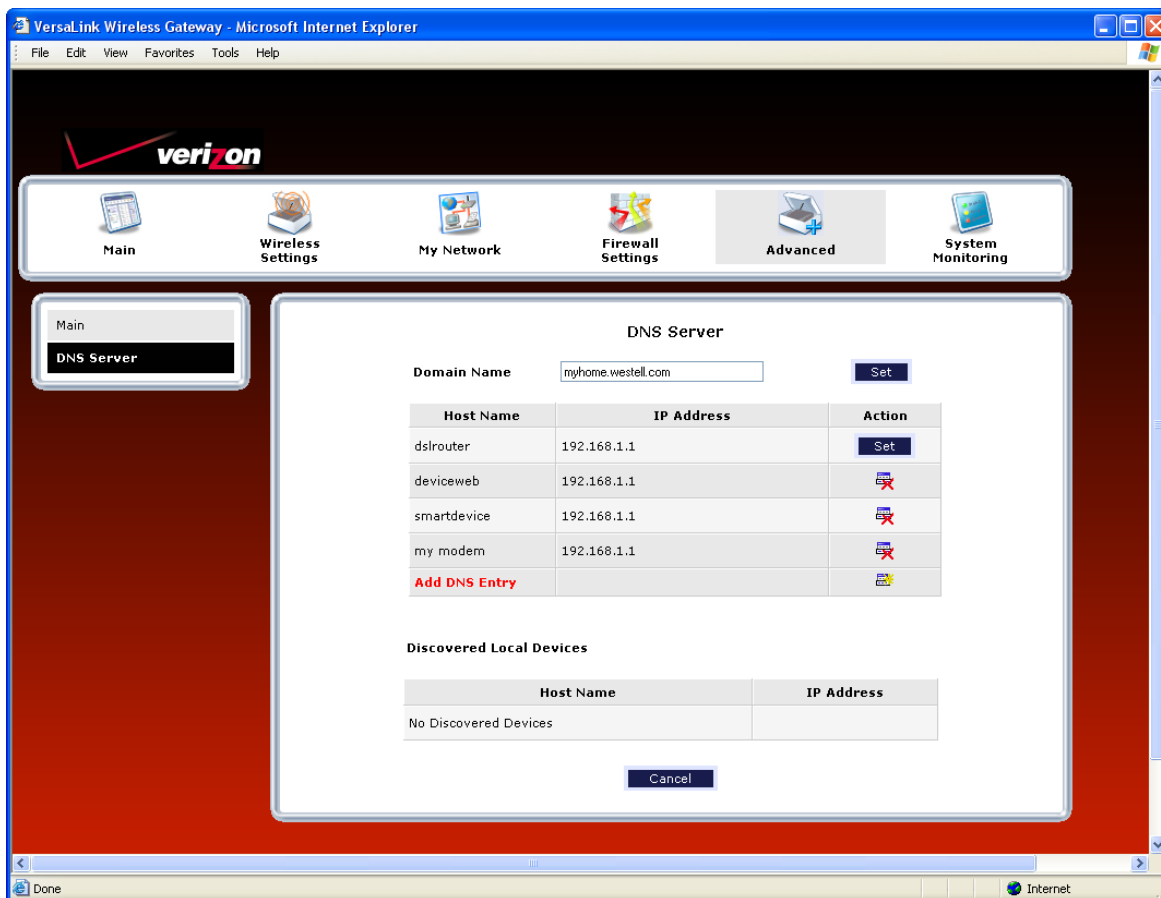 VersaLink Wireless Gateway - Microsoft Internet Explorer
File Edit View Favorites Tools Help
verizon
Main
Wireless Settings
My Network
Firewall Settings
Advanced
System Monitoring
Main
DNS Server
DNS Server
Domain Name myhome.westell.com Set
Host Name IP Address Action
dslrouter 192.168.1.1 Set
deviceweb 192.168.1.1
smartdevice 192.168.1.1
my modem 192.168.1.1
Add DNS Entry
Discovered Local Devices
Host Name IP Address
No Discovered Devices
Cancel
Done Internet